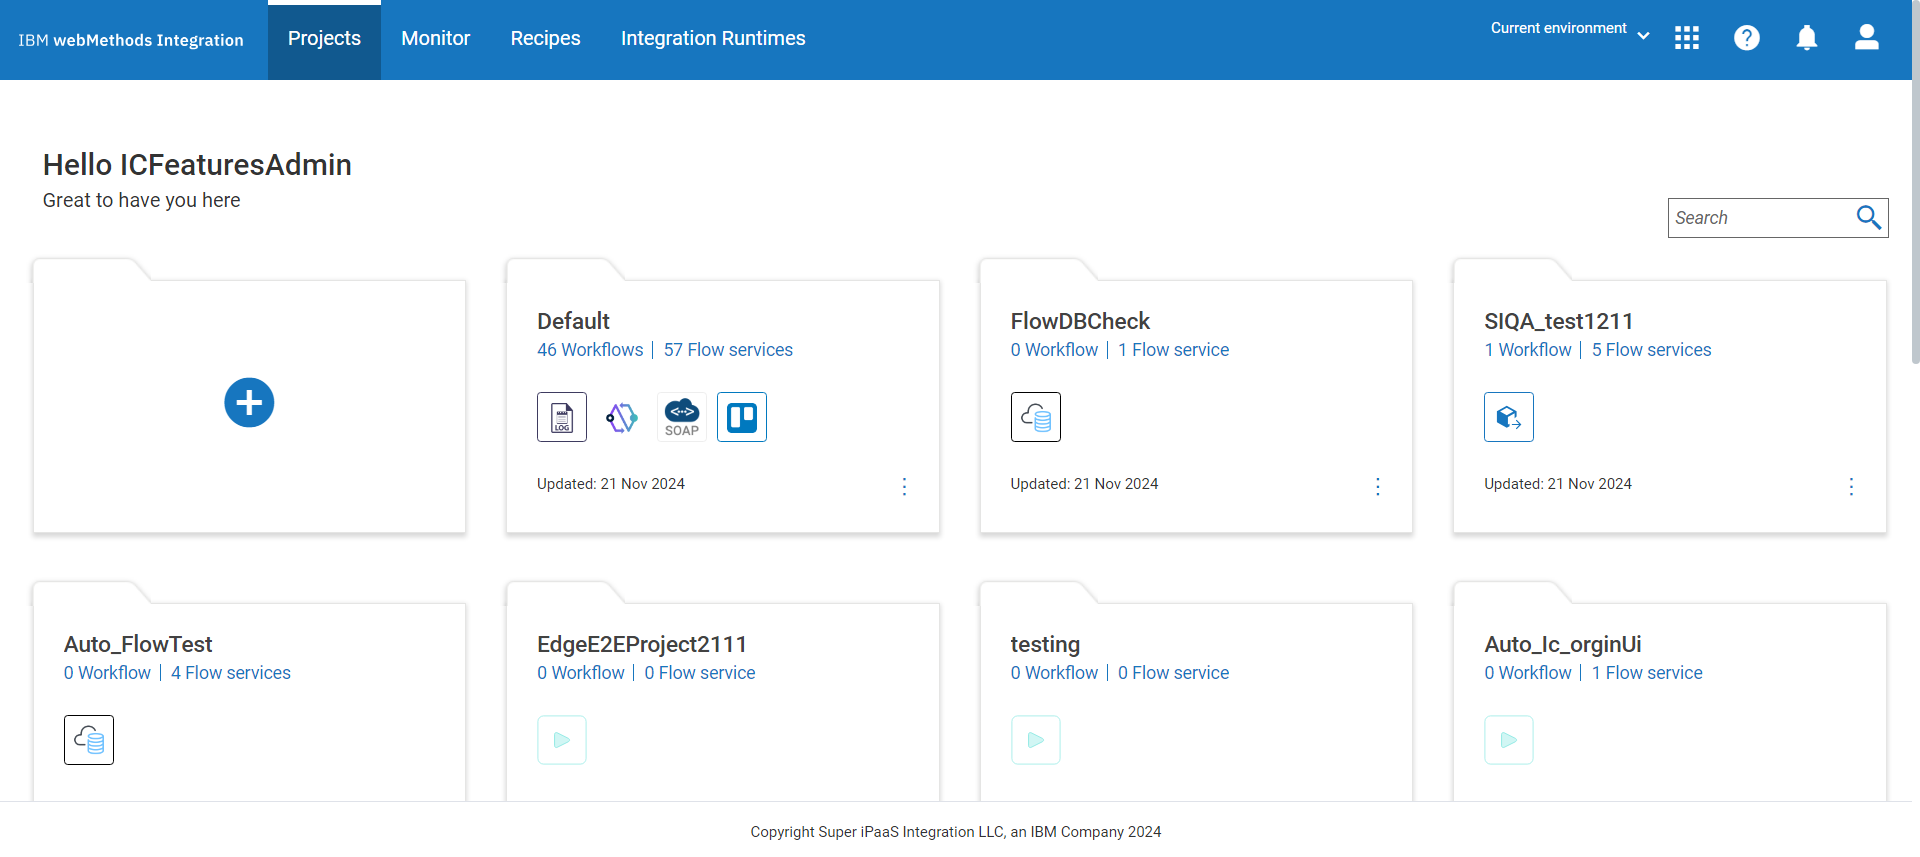 IBM webMethods Integration
Projects
Monitor
Recipes
Integration Runtimes
Current environment
Hello ICFeaturesAdmin
Great to have you here
Search
Default
46 Workflows | 57 Flow services
LOG
SOAP
Updated: 21 Nov 2024
FlowDBCheck
0 Workflow | 1 Flow service
Updated: 21 Nov 2024
SIQA_test1211
1 Workflow | 5 Flow services
Updated: 21 Nov 2024
Auto_FlowTest
0 Workflow | 4 Flow services
EdgeE2EProject2111
0 Workflow | 0 Flow service
testing
0 Workflow | 0 Flow service
Auto_Ic_orginUi
0 Workflow | 1 Flow service
Copyright Super iPaaS Integration LLC, an IBM Company 2024